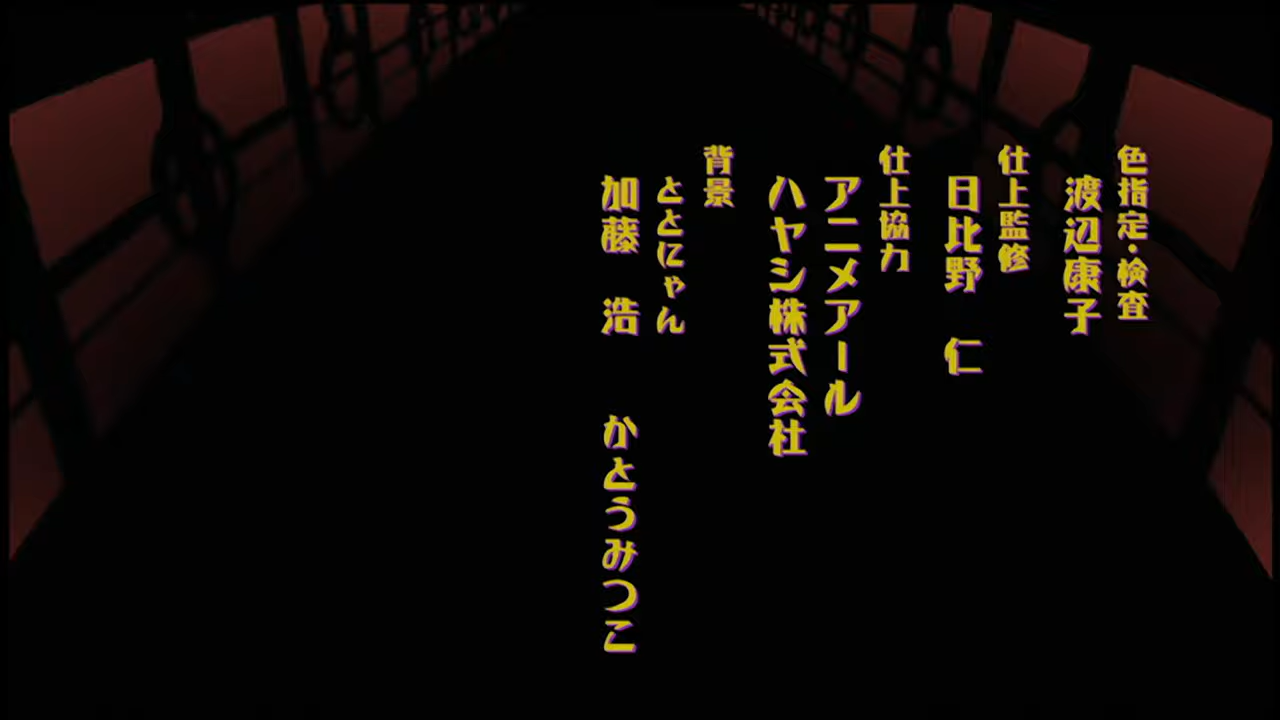 色指定・検査
渡辺康子
仕上監修
日比野　仁
仕上協力
アニメアール
ハヤシ株式会社
背景
ととにゃん
加藤　浩　　かとうみつこ